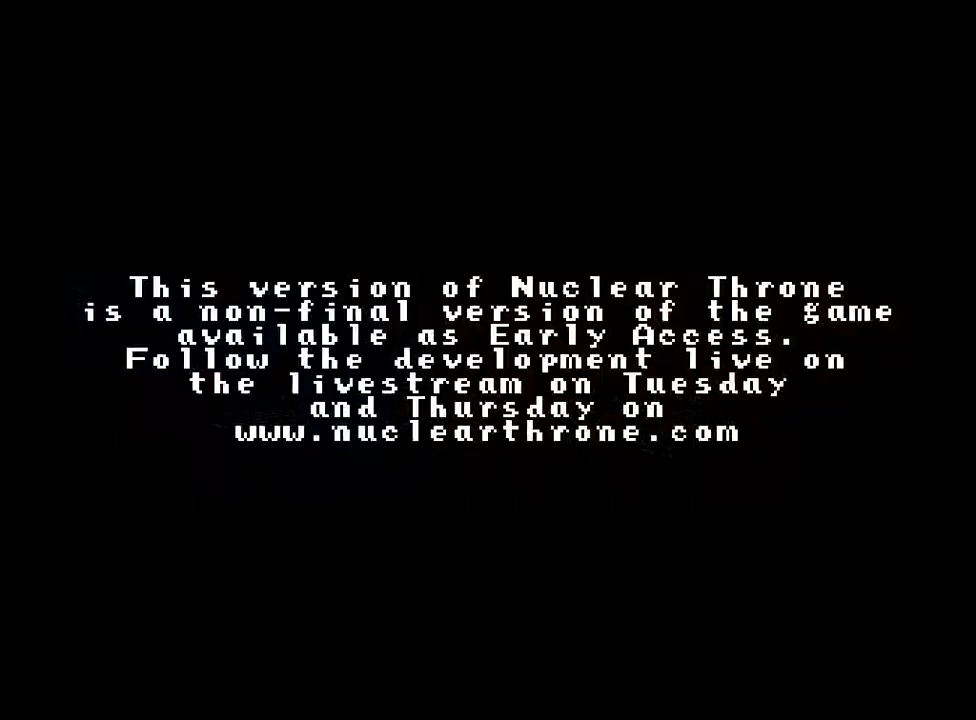 This version of Nuclear Throne
is a non-final version of the game
available as Early Access.
Follow the development live on
the livestream on Tuesday
and Thursday on
www.nuclearthrone.com